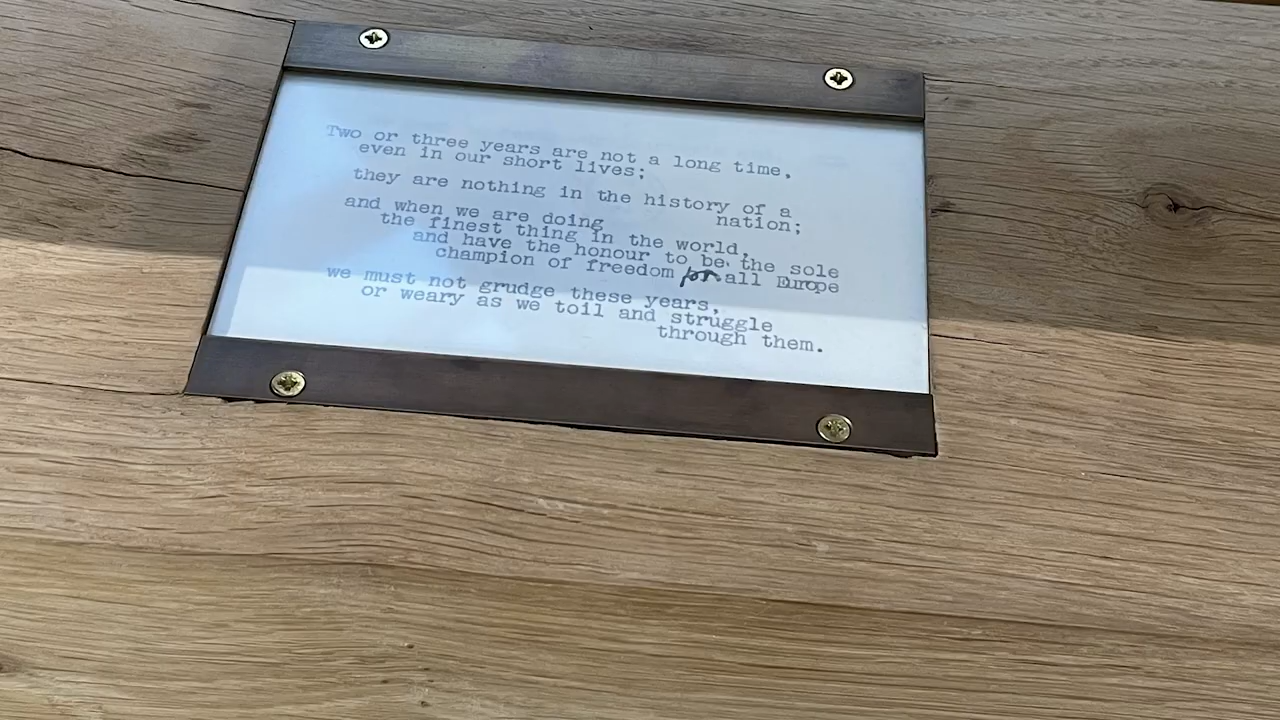 Two or three years are not a long time,
even in our short lives;
they are nothing in the history of a
nation;
and when we are doing
the finest thing in the world,
and have the honour to be the sole
champion of freedom for all Europe
we must not grudge these years,
or weary as we toil and struggle
through them.